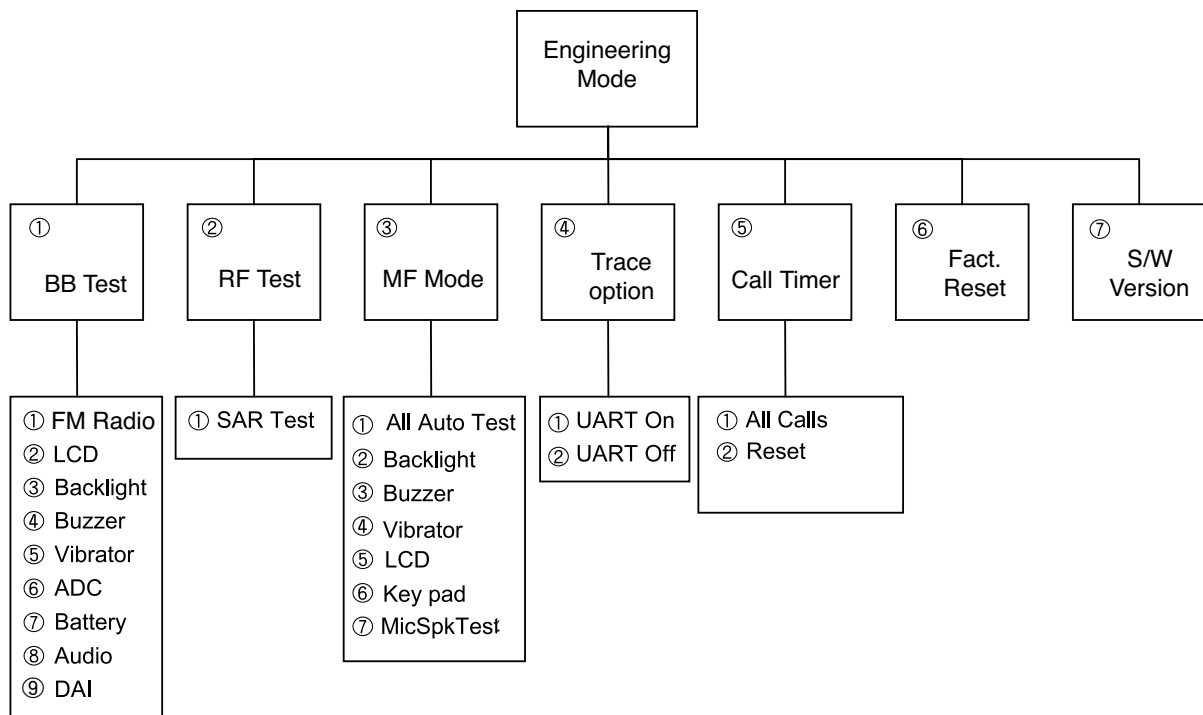 Engineering
Mode
①
BB Test
②
RF Test
③
MF Mode
④
Trace
option
⑤
Call Timer
⑥
Fact.
Reset
⑦
S/W
Version
① FM Radio
② LCD
③ Backlight
④ Buzzer
⑤ Vibrator
⑥ ADC
⑦ Battery
⑧ Audio
⑨ DAI
① SAR Test
① All Auto Test
② Backlight
③ Buzzer
④ Vibrator
⑤ LCD
⑥ Key pad
⑦ MicSpkTest
① UART On
② UART Off
① All Calls
② Reset